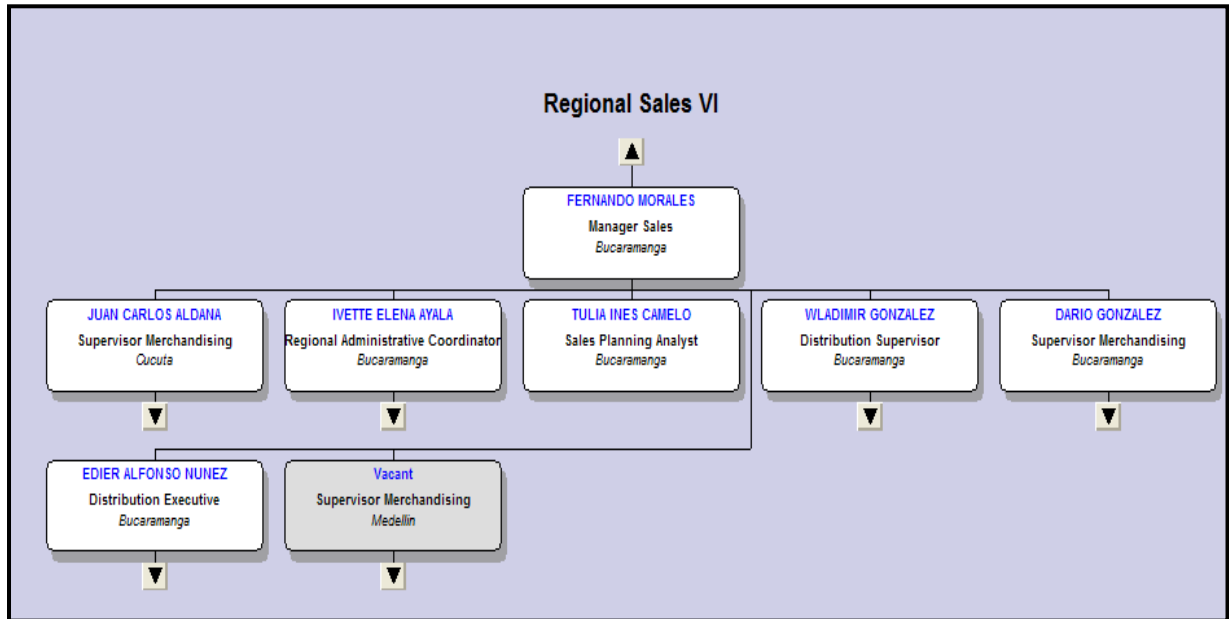 Regional Sales VI
FERNANDO MORALES
Manager Sales
Bucaramanga
JUAN CARLOS ALDANA
Supervisor Merchandising
Cucuta
IVETTE ELENA AYALA
Regional Administrative Coordinator
Bucaramanga
TULIA INES CAMELO
Sales Planning Analyst
Bucaramanga
WLADIMIR GONZALEZ
Distribution Supervisor
Bucaramanga
DARIO GONZALEZ
Supervisor Merchandising
Bucaramanga
EDIER ALFONSO NUNEZ
Distribution Executive
Bucaramanga
Vacant
Supervisor Merchandising
Medellin